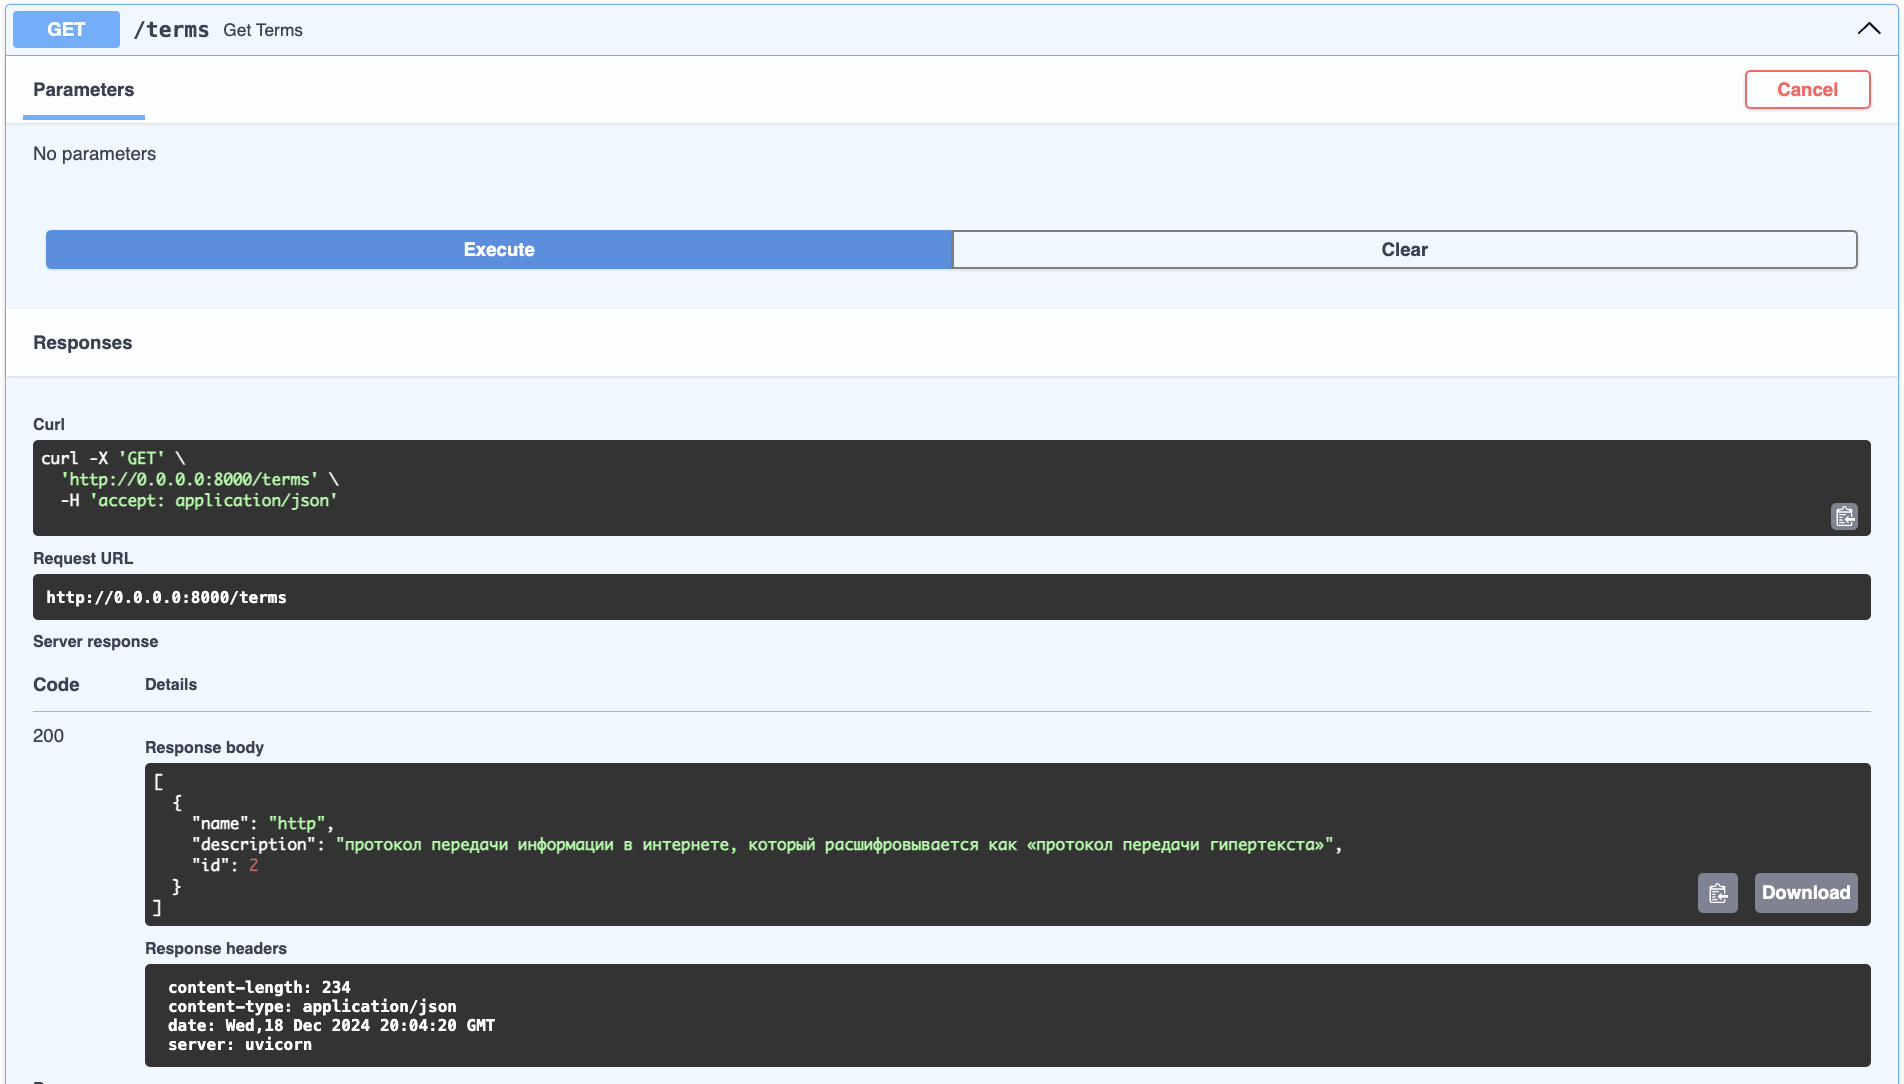 GET /terms Get Terms
Parameters
Cancel
No parameters
Execute
Clear
Responses
Curl
curl -X 'GET' \
  'http://0.0.0.0:8000/terms' \
  -H 'accept: application/json'
Request URL
http://0.0.0.0:8000/terms
Server response
Code Details
200
Response body
[
  {
    "name": "http",
    "description": "протокол передачи информации в интернете, который расшифровывается как «протокол передачи гипертекста»",
    "id": 2
  }
]
Download
Response headers
content-length: 234
content-type: application/json
date: Wed,18 Dec 2024 20:04:20 GMT
server: uvicorn